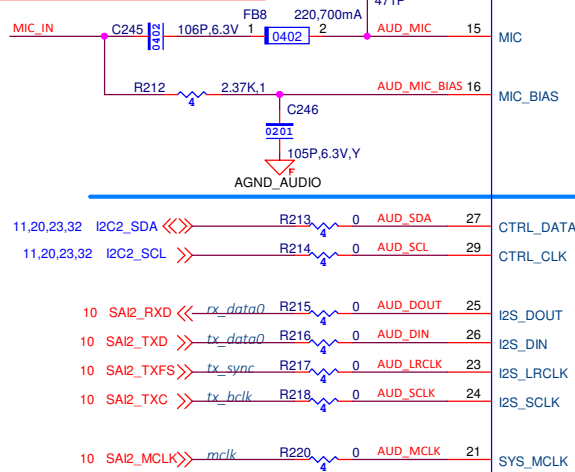 471P
MIC_IN C245 0402 106P,6.3V 1 FB8 0402 220,700mA 2 AUD_MIC 15 MIC
R212 4 2.37K,1 AUD_MIC_BIAS 16 MIC_BIAS
C246
0201
105P,6.3V,Y
F
AGND_AUDIO
11,20,23,32 I2C2_SDA R213 4 0 AUD_SDA 27 CTRL_DATA
11,20,23,32 I2C2_SCL R214 4 0 AUD_SCL 29 CTRL_CLK
10 SAI2_RXD rx_data0 R215 4 0 AUD_DOUT 25 I2S_DOUT
10 SAI2_TXD tx_data0 R216 4 0 AUD_DIN 26 I2S_DIN
10 SAI2_TXFS tx_sync R217 4 0 AUD_LRCLK 23 I2S_LRCLK
10 SAI2_TXC tx_bclk R218 4 0 AUD_SCLK 24 I2S_SCLK
10 SAI2_MCLK mclk R220 4 0 AUD_MCLK 21 SYS_MCLK